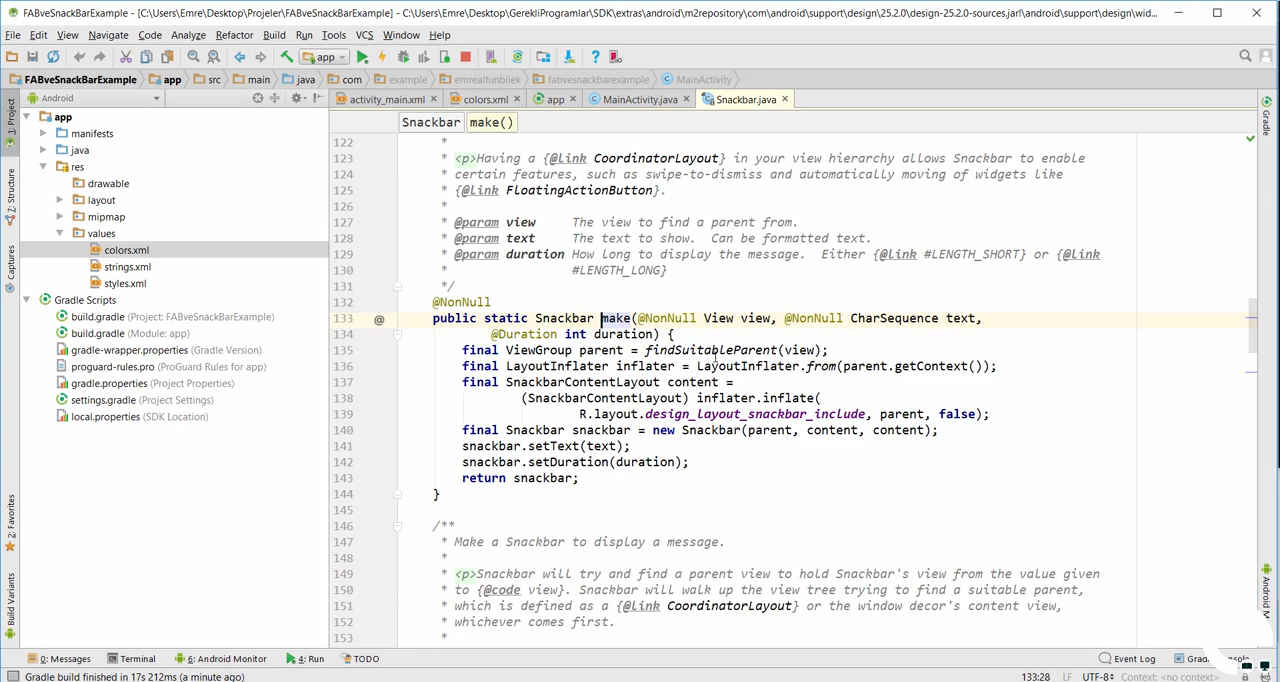 FABveSnackBarExample - [C:\Users\Emre\Desktop\Projeler\FABveSnackBarExample] - C:\Users\Emre\Desktop\GerekliProgramlar\SDK\extras\android\m2repository\com\android\support\design\25.2.0\design-25.2.0-sources.jar!\android\support\design\wid...
File Edit View Navigate Code Analyze Refactor Build Run Tools VCS Window Help
app
FABveSnackBarExample app src main java com example emrealtunbilek fabvesnackbarexample MainActivity
Android
activity_main.xml colors.xml app MainActivity.java Snackbar.java
Snackbar make()
1: Project
7: Structure
Captures
2: Favorites
Build Variants
Gradle
app
manifests
java
res
drawable
layout
mipmap
values
colors.xml
strings.xml
styles.xml
Gradle Scripts
build.gradle (Project: FABveSnackBarExample)
build.gradle (Module: app)
gradle-wrapper.properties (Gradle Version)
proguard-rules.pro (ProGuard Rules for app)
gradle.properties (Project Properties)
settings.gradle (Project Settings)
local.properties (SDK Location)
122 *
123 * <p>Having a {@link CoordinatorLayout} in your view hierarchy allows Snackbar to enable
124 * certain features, such as swipe-to-dismiss and automatically moving of widgets like
125 * {@link FloatingActionButton}.
126 *
127 * @param view The view to find a parent from.
128 * @param text The text to show. Can be formatted text.
129 * @param duration How long to display the message. Either {@link #LENGTH_SHORT} or {@link
130 * #LENGTH_LONG}
131 */
132 @NonNull
133 @ public static Snackbar make(@NonNull View view, @NonNull CharSequence text,
134 @Duration int duration) {
135 final ViewGroup parent = findSuitableParent(view);
136 final LayoutInflater inflater = LayoutInflater.from(parent.getContext());
137 final SnackbarContentLayout content =
138 (SnackbarContentLayout) inflater.inflate(
139 R.layout.design_layout_snackbar_include, parent, false);
140 final Snackbar snackbar = new Snackbar(parent, content, content);
141 snackbar.setText(text);
142 snackbar.setDuration(duration);
143 return snackbar;
144 }
145
146 /**
147 * Make a Snackbar to display a message.
148 *
149 * <p>Snackbar will try and find a parent view to hold Snackbar's view from the value given
150 * to {@code view}. Snackbar will walk up the view tree trying to find a suitable parent,
151 * which is defined as a {@link CoordinatorLayout} or the window decor's content view,
152 * whichever comes first.
153 *
0: Messages Terminal 6: Android Monitor 4: Run TODO Event Log
Gradle build finished in 17s 212ms (a minute ago) 133:28 LF UTF-8 Context: <no context>